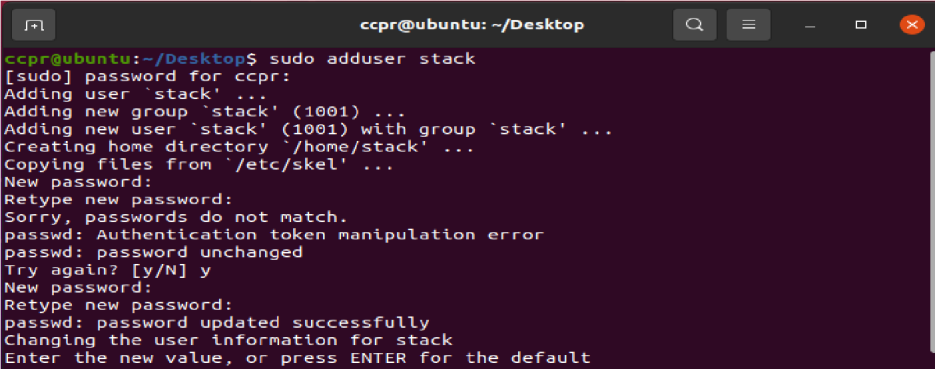 ccpr@ubuntu: ~/Desktop
ccpr@ubuntu:~/Desktop$ sudo adduser stack
[sudo] password for ccpr:
Adding user `stack' ...
Adding new group `stack' (1001) ...
Adding new user `stack' (1001) with group `stack' ...
Creating home directory `/home/stack' ...
Copying files from `/etc/skel' ...
New password:
Retype new password:
Sorry, passwords do not match.
passwd: Authentication token manipulation error
passwd: password unchanged
Try again? [y/N] y
New password:
Retype new password:
passwd: password updated successfully
Changing the user information for stack
Enter the new value, or press ENTER for the default